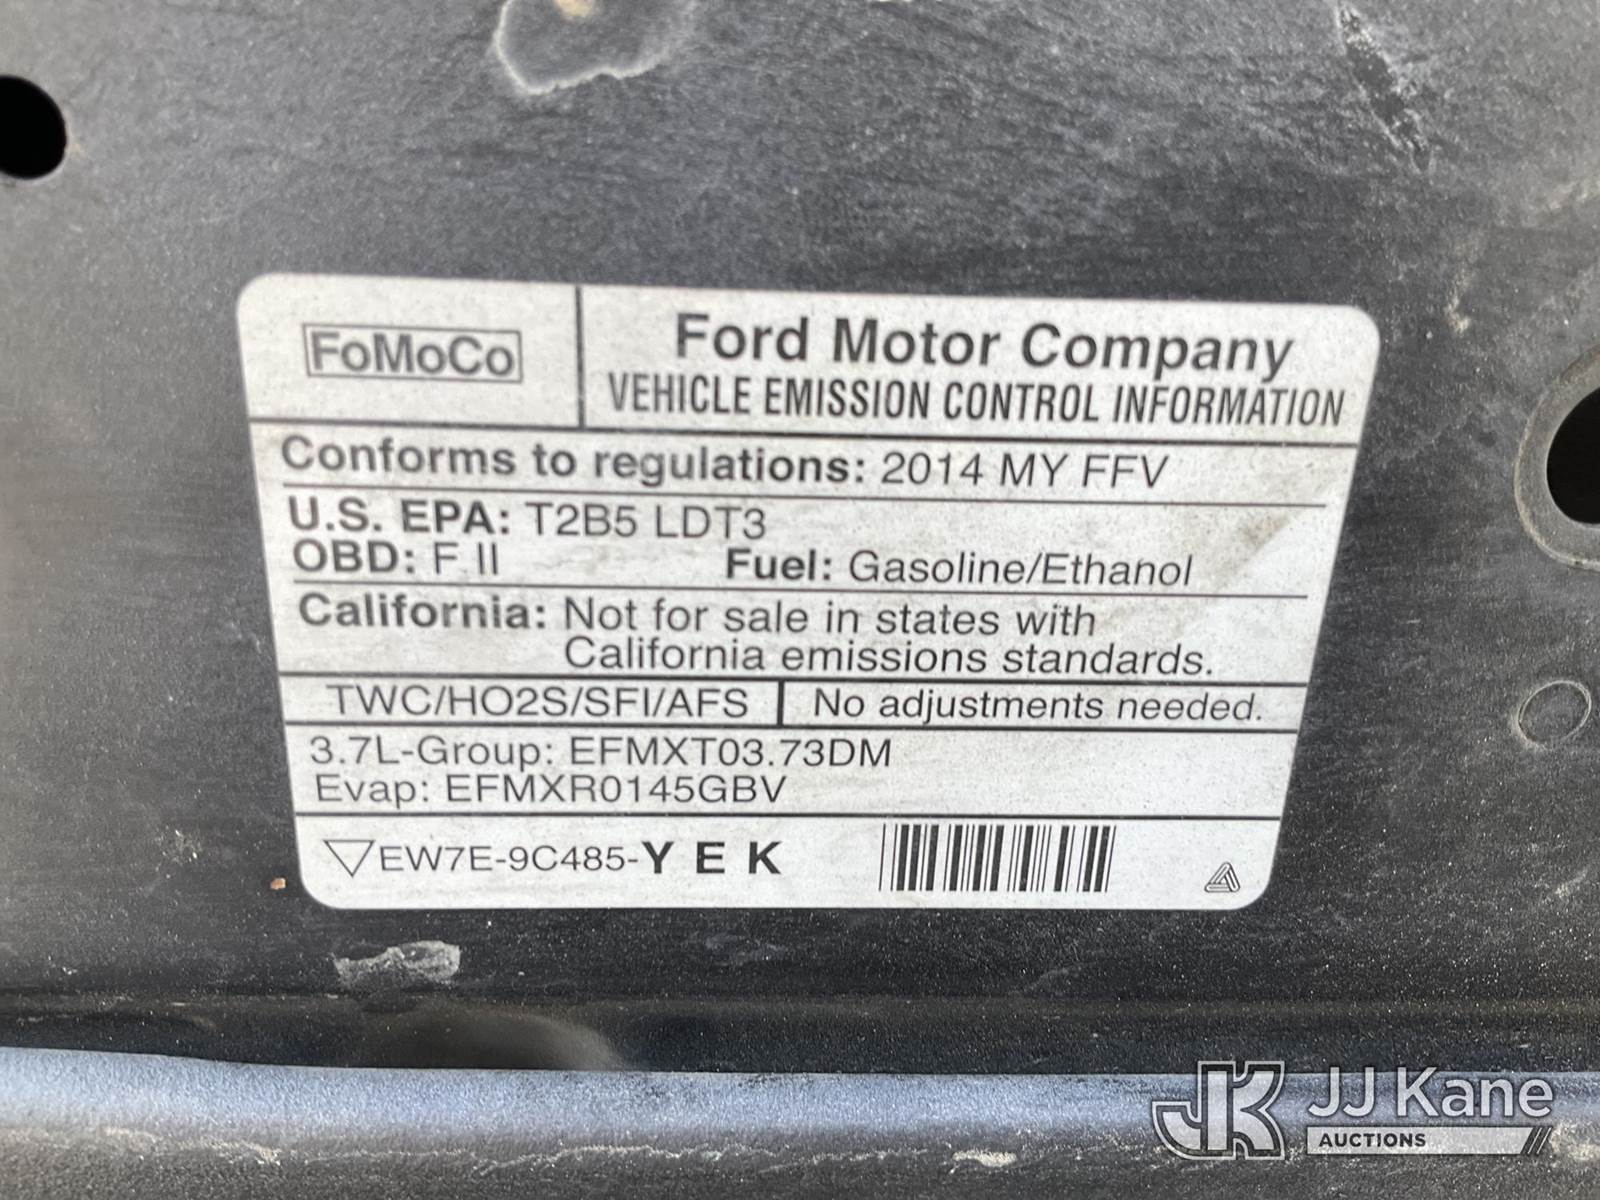 FoMoCo
Ford Motor Company
VEHICLE EMISSION CONTROL INFORMATION
Conforms to regulations: 2014 MY FFV
U.S. EPA: T2B5 LDT3
OBD: F II Fuel: Gasoline/Ethanol
California: Not for sale in states with
California emissions standards.
TWC/HO2S/SFI/AFS No adjustments needed.
3.7L-Group: EFMXT03.73DM
Evap: EFMXR0145GBV
EW7E-9C485-Y E K
JK JJ Kane
AUCTIONS